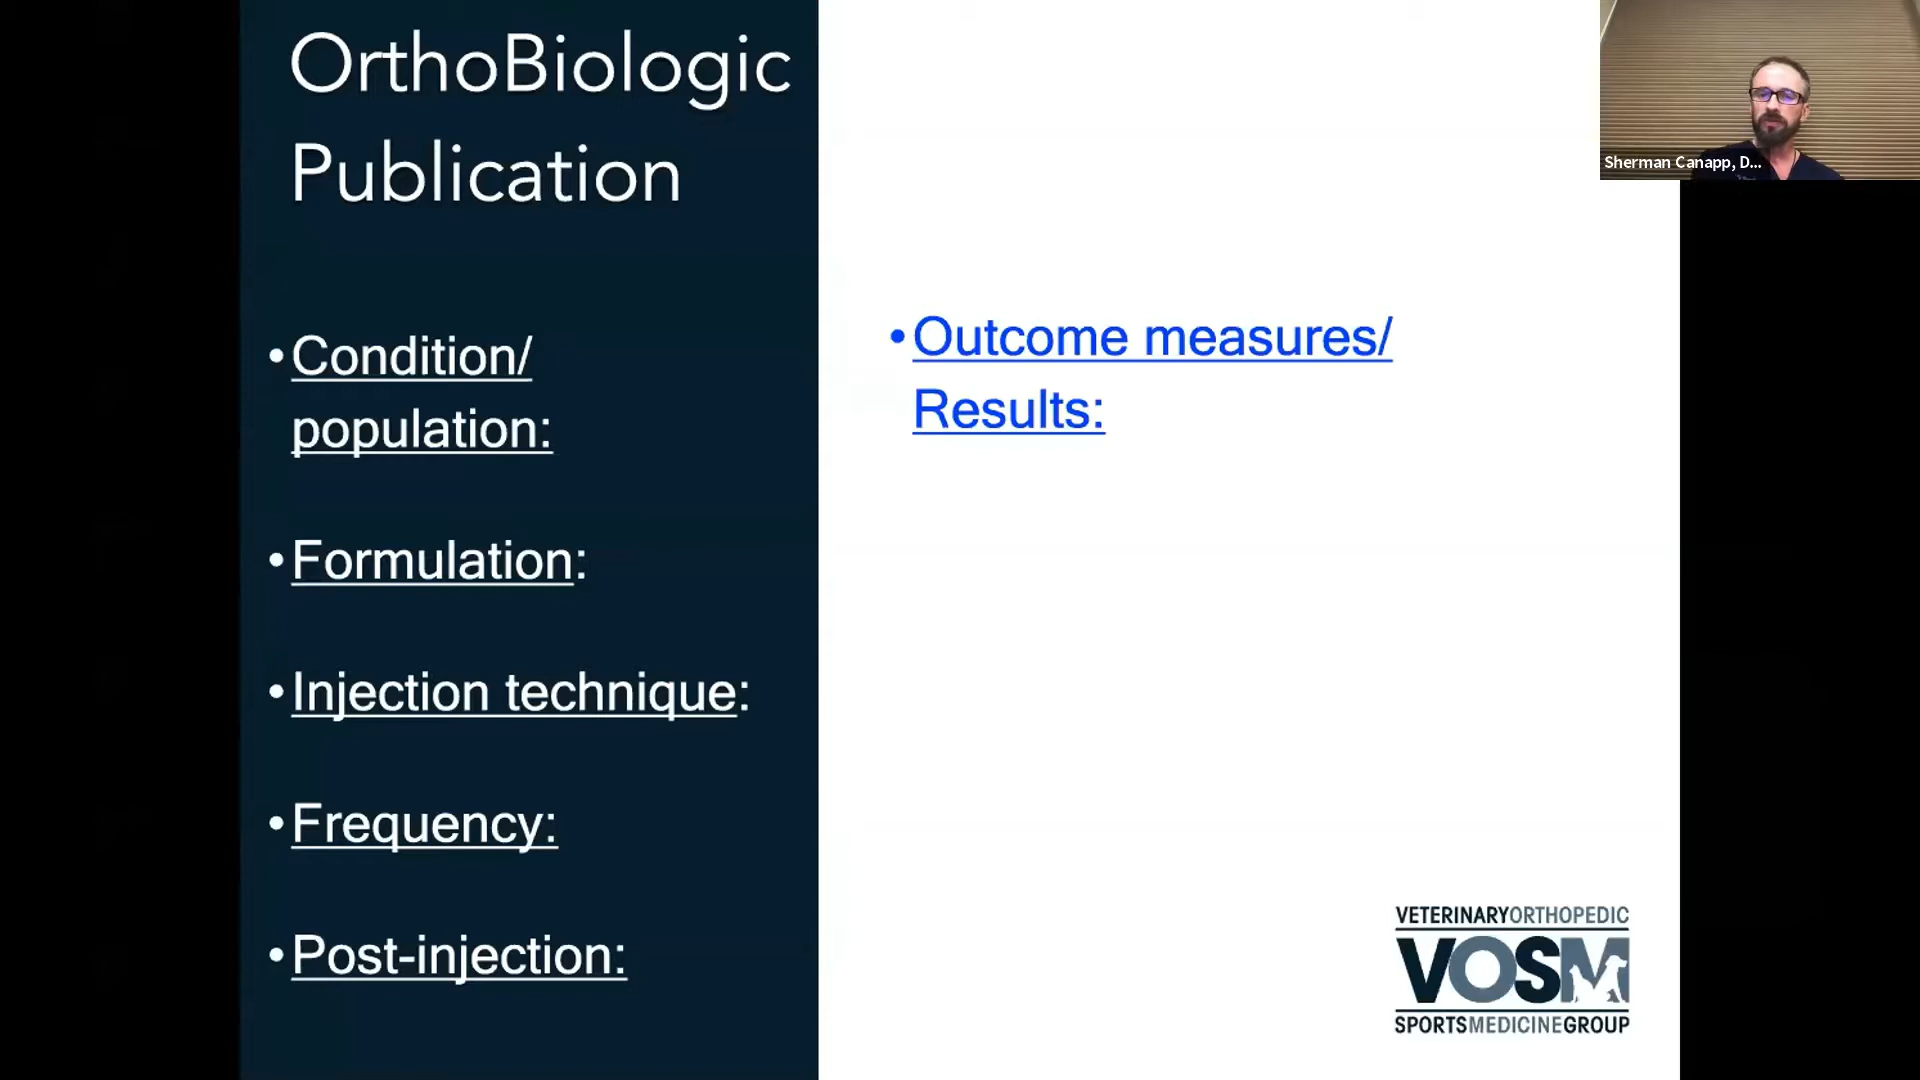 OrthoBiologic
Publication
•Condition/
population:
•Formulation:
•Injection technique:
•Frequency:
•Post-injection:
•Outcome measures/
Results:
Sherman Canapp, D...
VETERINARYORTHOPEDIC
VOSM
SPORTSMEDICINEGROUP